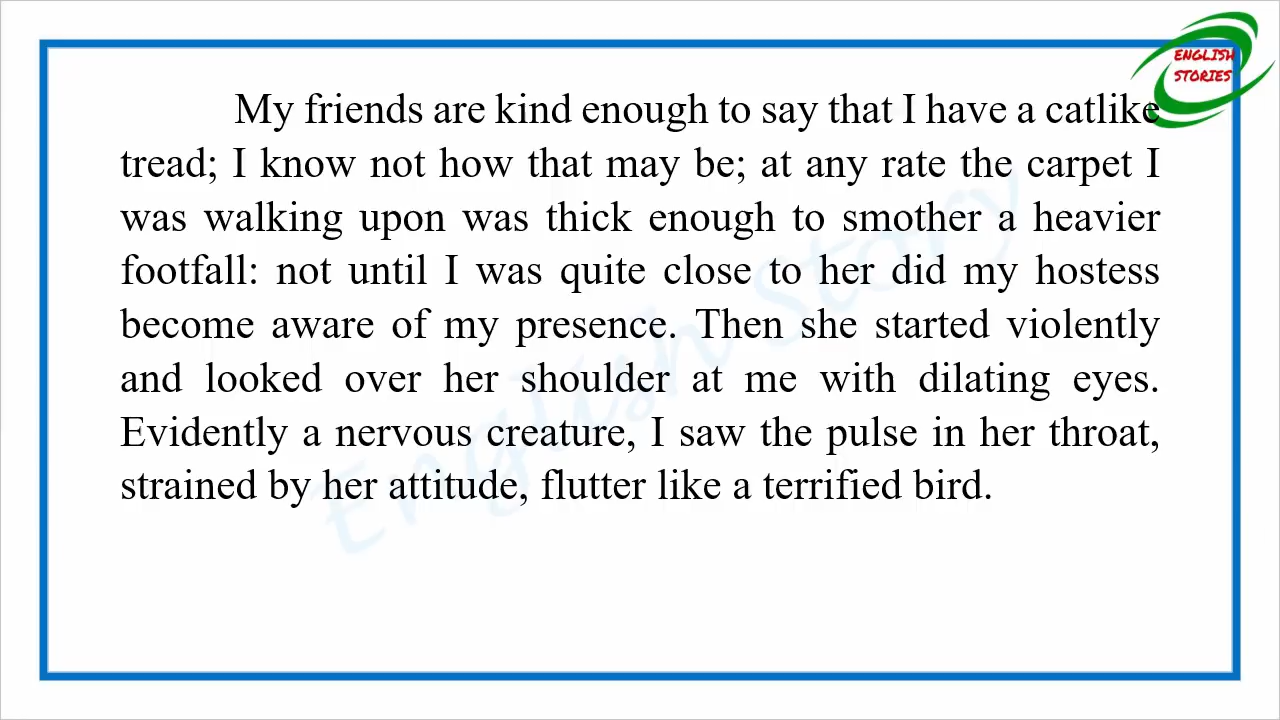 ENGLISH
STORIES
My friends are kind enough to say that I have a catlike
tread; I know not how that may be; at any rate the carpet I
was walking upon was thick enough to smother a heavier
footfall: not until I was quite close to her did my hostess
become aware of my presence. Then she started violently
and looked over her shoulder at me with dilating eyes.
Evidently a nervous creature, I saw the pulse in her throat,
strained by her attitude, flutter like a terrified bird.
English Story